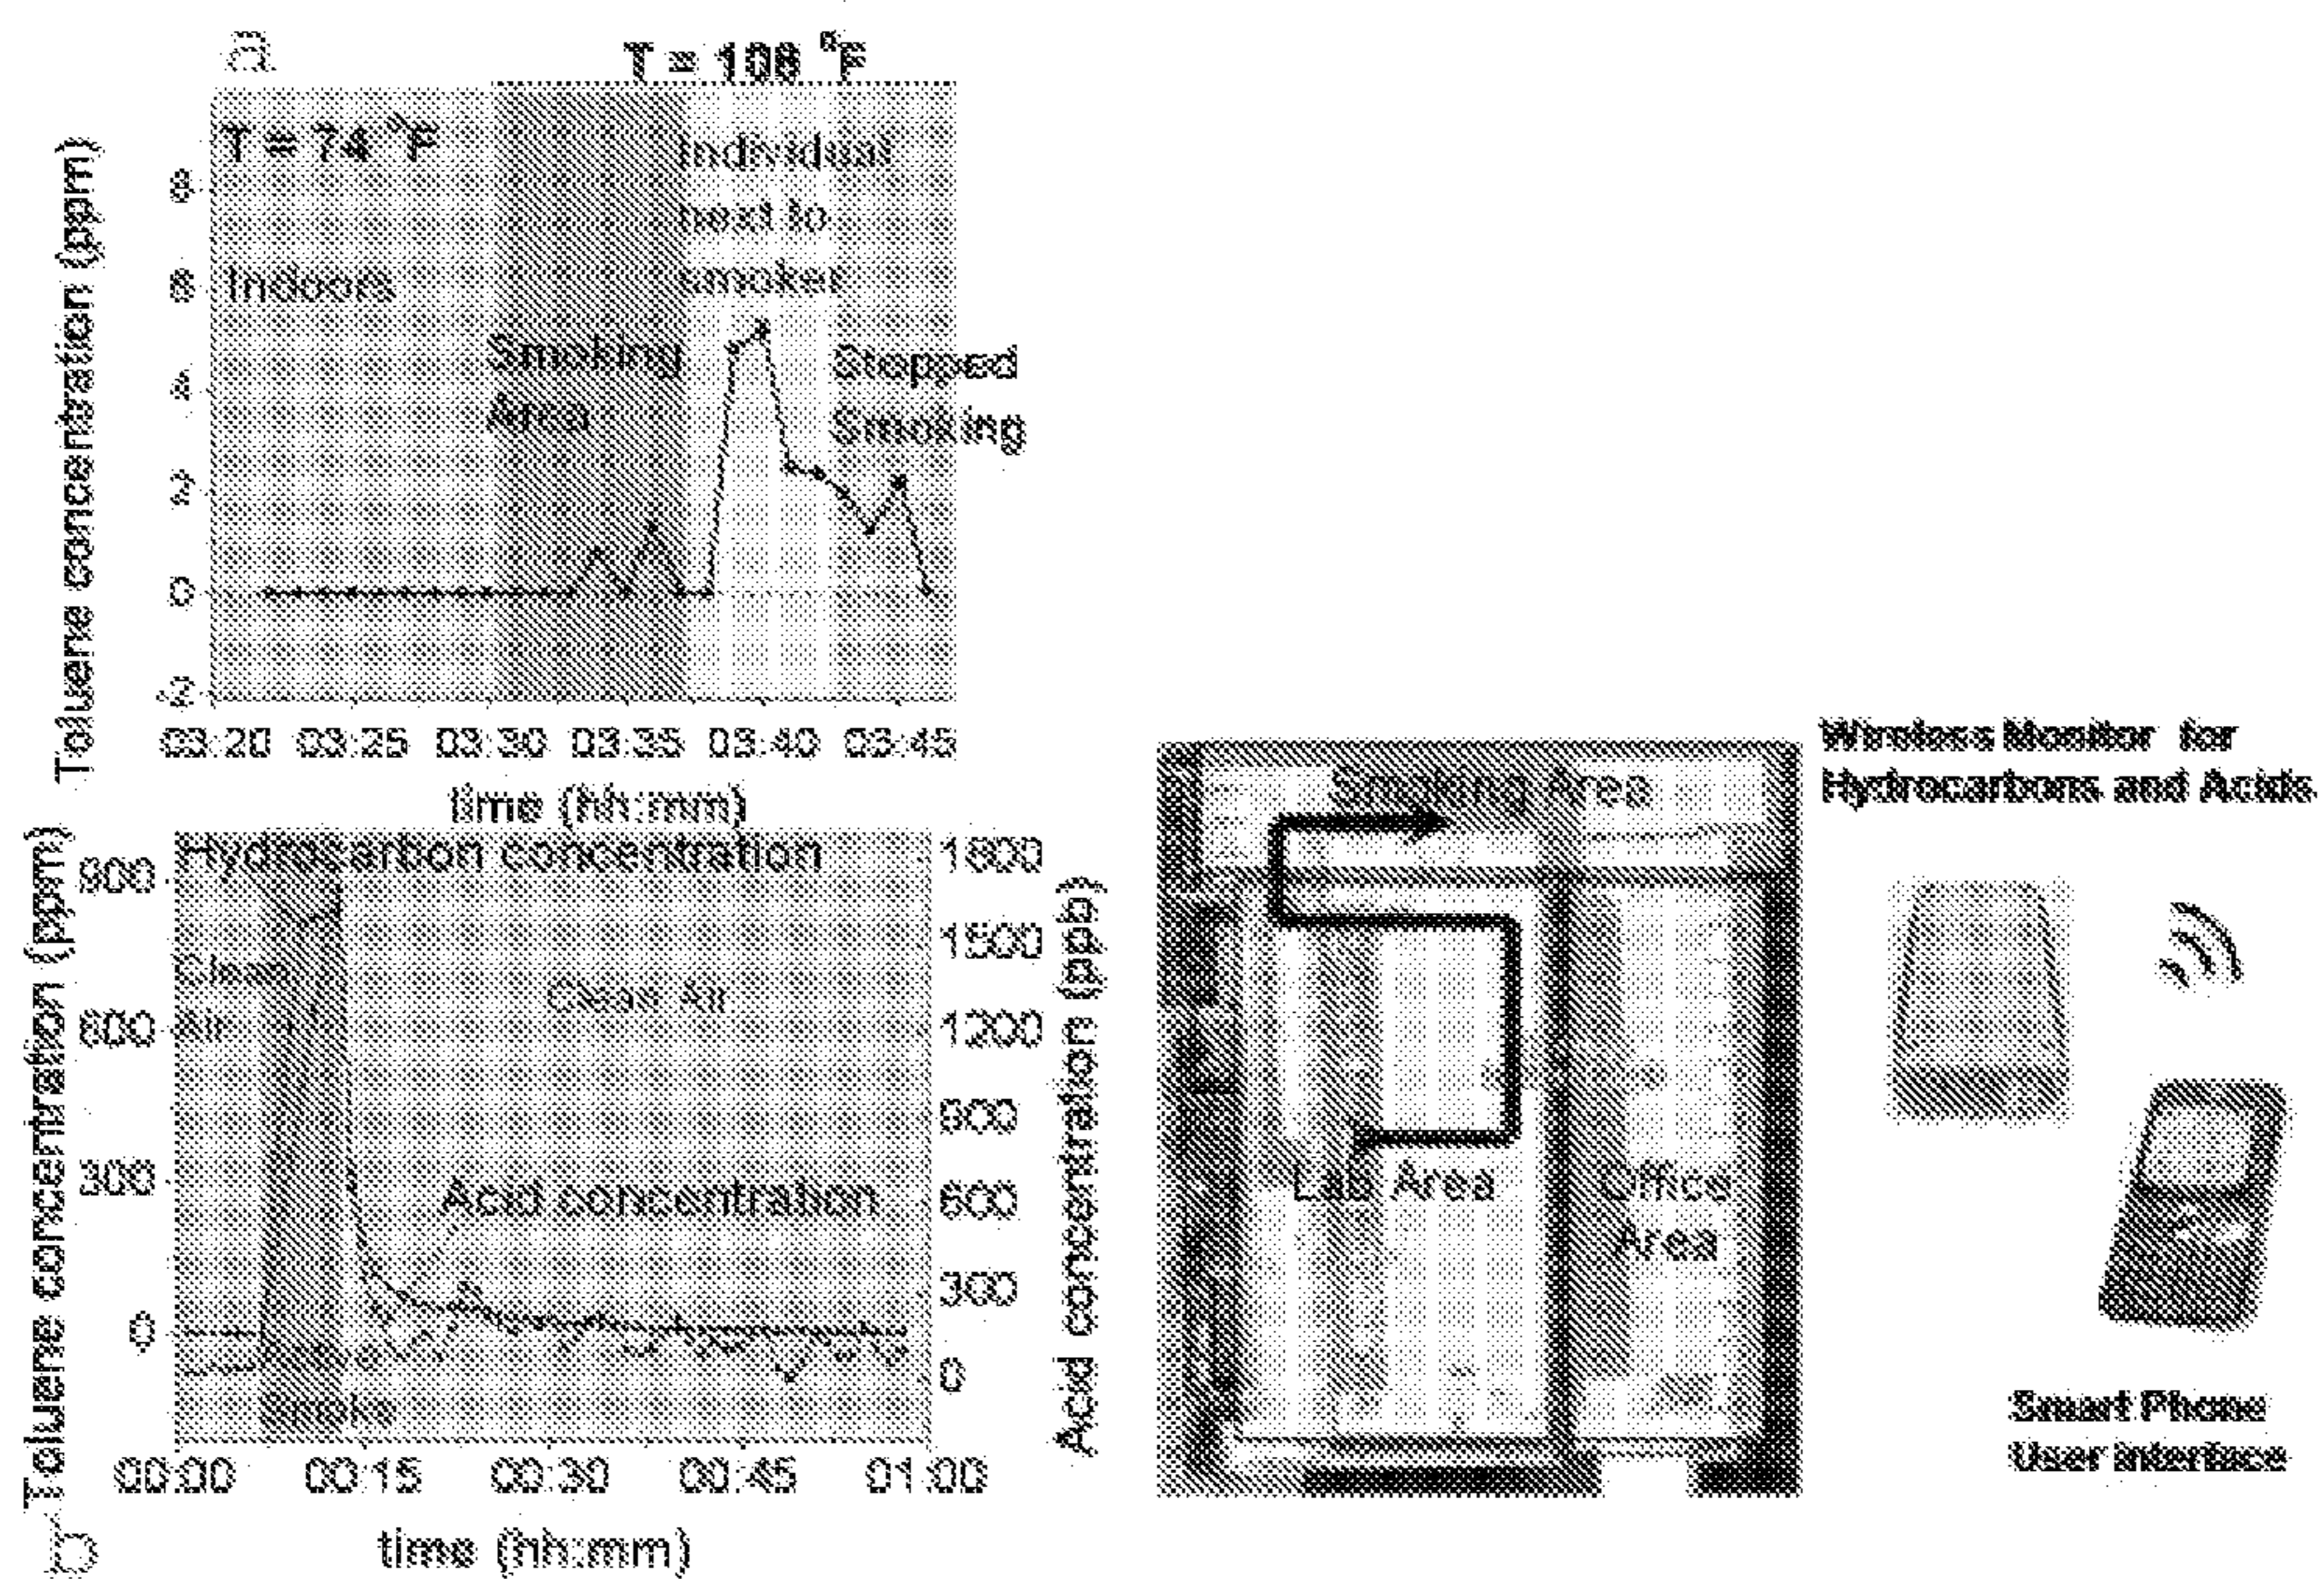 a
T = 108 °F
T = 74 °F
Individual
next to
smoker
Indoors
Smoking
Area
Stopped
Smoking
Toluene concentration (ppm)
8
6
4
2
0
-2
03:20 03:25 03:30 03:35 03:40 03:45
time (hh:mm)
Hydrocarbon concentration
Clean
Air
Clean Air
Acid concentration
Smoke
Toluene concentration (ppm)
900
600
300
0
1800
1500
1200
900
600
300
0
Acid concentration (ppb)
00:00 00:15 00:30 00:45 01:00
time (hh:mm)
b
Smoking Area
Lab Area
Office
Area
Wireless Monitor for
Hydrocarbons and Acids
Smart Phone
User interface